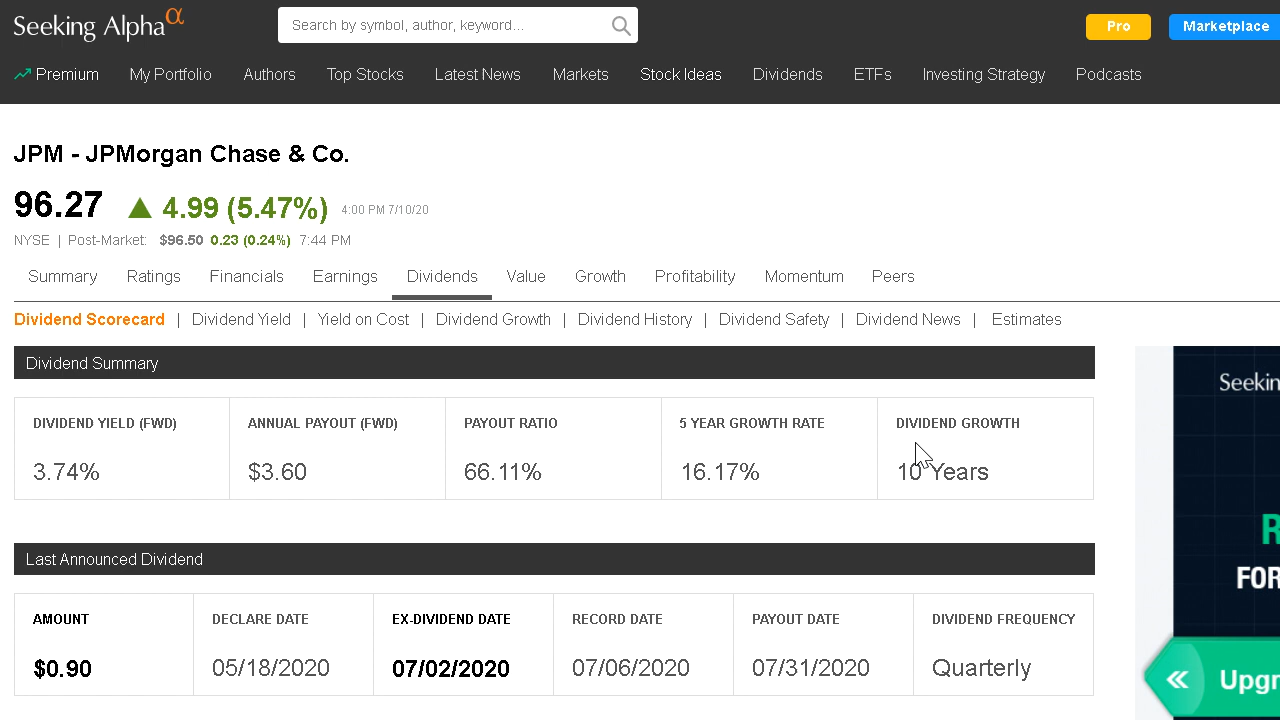 Seeking Alpha α
Search by symbol, author, keyword...
Pro
Marketplace
Premium My Portfolio Authors Top Stocks Latest News Markets Stock Ideas Dividends ETFs Investing Strategy Podcasts
JPM - JPMorgan Chase & Co.
96.27 ▲ 4.99 (5.47%) 4:00 PM 7/10/20
NYSE | Post-Market: $96.50 0.23 (0.24%) 7:44 PM
Summary Ratings Financials Earnings Dividends Value Growth Profitability Momentum Peers
Dividend Scorecard | Dividend Yield | Yield on Cost | Dividend Growth | Dividend History | Dividend Safety | Dividend News | Estimates
Dividend Summary
DIVIDEND YIELD (FWD) ANNUAL PAYOUT (FWD) PAYOUT RATIO 5 YEAR GROWTH RATE DIVIDEND GROWTH
3.74% $3.60 66.11% 16.17% 10 Years
Last Announced Dividend
AMOUNT DECLARE DATE EX-DIVIDEND DATE RECORD DATE PAYOUT DATE DIVIDEND FREQUENCY
$0.90 05/18/2020 07/02/2020 07/06/2020 07/31/2020 Quarterly
Seekin
R
FOR
« Upgr